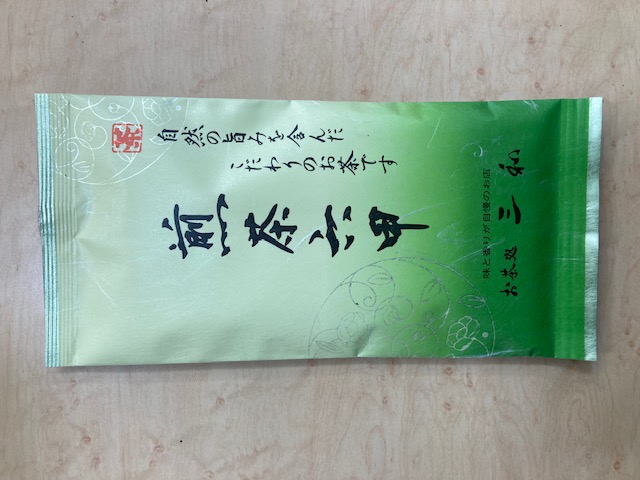 茶
自然の旨みを含んだ
こだわりのお茶です
煎茶六甲
味と香りが自慢のお店
お茶処 三和